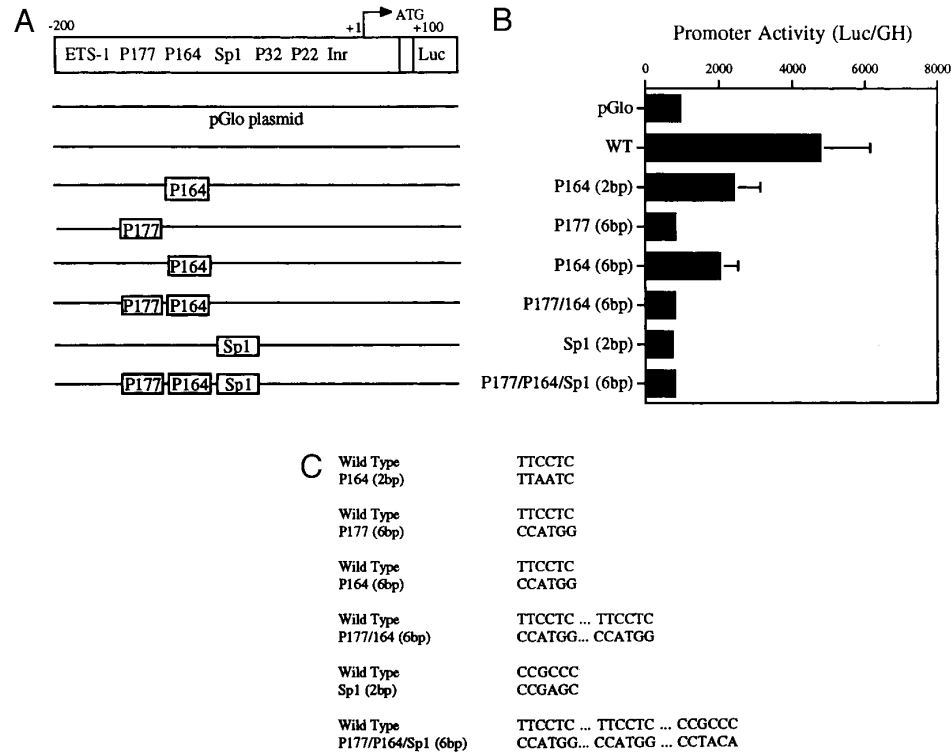 A
-200 +1 ATG +100
ETS-1 P177 P164 Sp1 P32 P22 Inr Luc
pGlo plasmid
P164
P177
P164
P177 P164
Sp1
P177 P164 Sp1
B
Promoter Activity (Luc/GH)
0 2000 4000 6000 8000
pGlo
WT
P164 (2bp)
P177 (6bp)
P164 (6bp)
P177/164 (6bp)
Sp1 (2bp)
P177/P164/Sp1 (6bp)
C
Wild Type TTCCTC
P164 (2bp) TTAATC
Wild Type TTCCTC
P177 (6bp) CCATGG
Wild Type TTCCTC
P164 (6bp) CCATGG
Wild Type TTCCTC ... TTCCTC
P177/164 (6bp) CCATGG... CCATGG
Wild Type CCGCCC
Sp1 (2bp) CCGAGC
Wild Type TTCCTC ... TTCCTC ... CCGCCC
P177/P164/Sp1 (6bp) CCATGG... CCATGG ... CCTACA